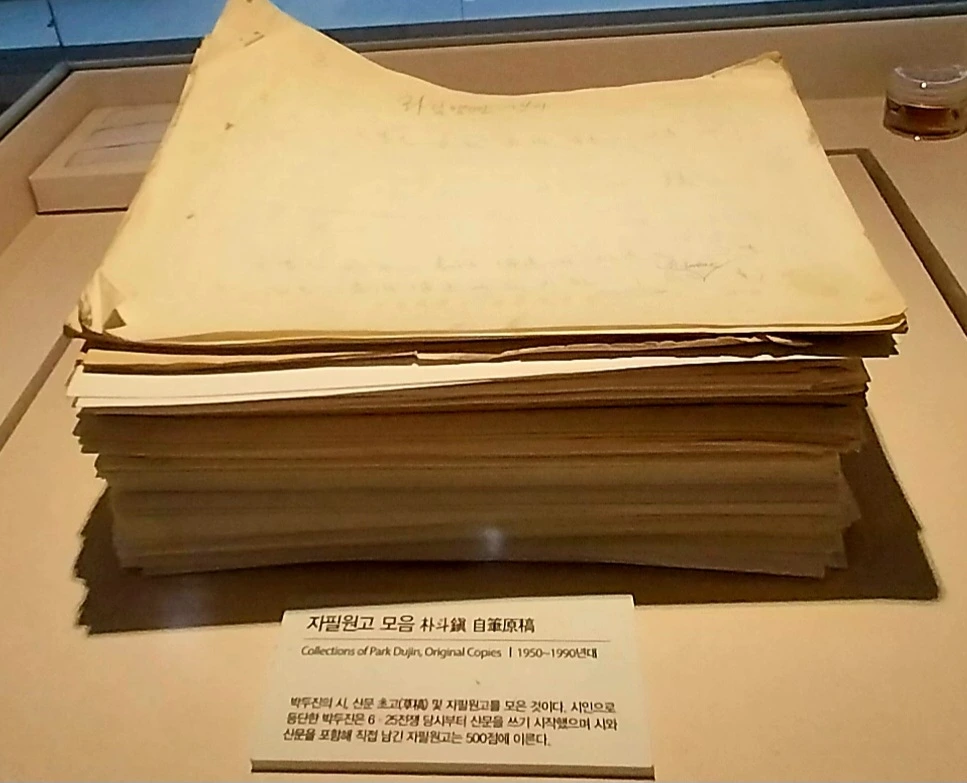 자필원고 모음 朴斗鎭 自筆原稿
Collections of Park Dujin, Original Copies | 1950~1990년대
박두진의 시, 산문 초고(草稿) 및 자필원고를 모은 것이다. 시인으로
등단한 박두진은 6·25전쟁 당시부터 산문을 쓰기 시작했으며 시와
산문을 포함해 직접 남긴 자필원고는 500점에 이른다.